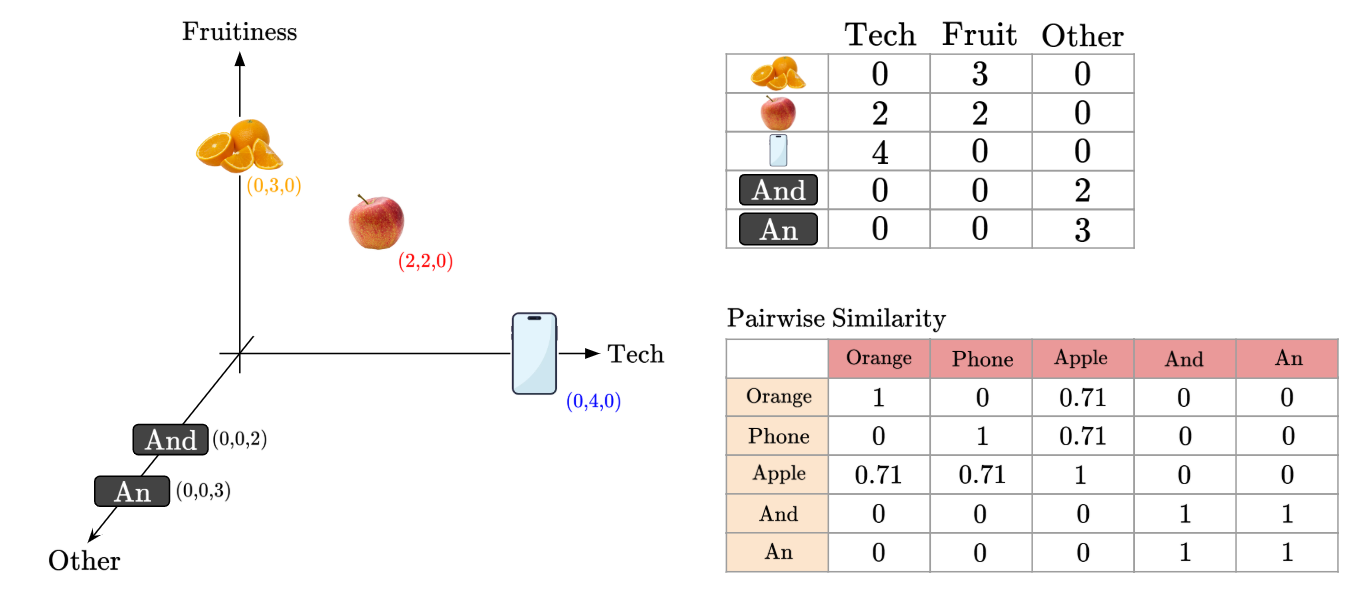 Fruitiness
(0,3,0)
(2,2,0)
Tech
(0,4,0)
And (0,0,2)
An (0,0,3)
Other
Tech Fruit Other
0 3 0
2 2 0
4 0 0
And 0 0 2
An 0 0 3
Pairwise Similarity
Orange Phone Apple And An
Orange 1 0 0.71 0 0
Phone 0 1 0.71 0 0
Apple 0.71 0.71 1 0 0
And 0 0 0 1 1
An 0 0 0 1 1